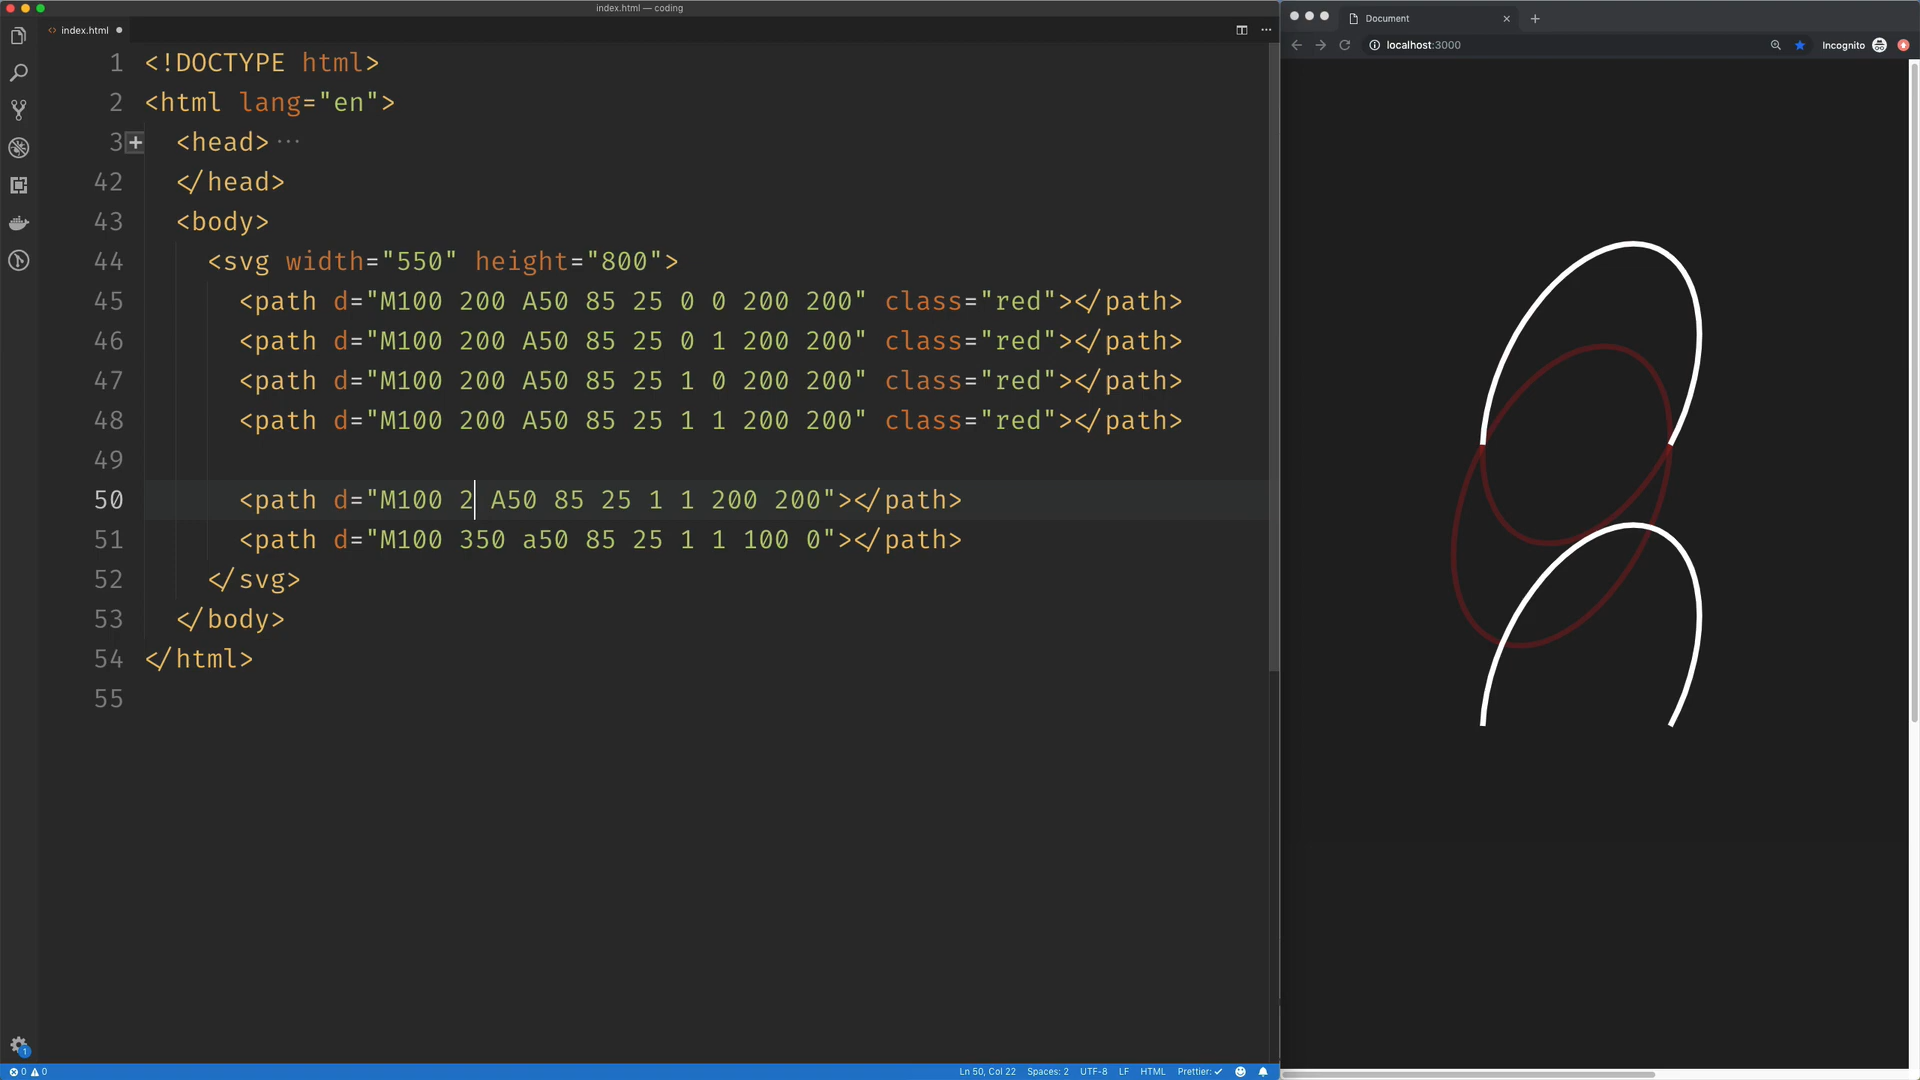 index.html — coding
index.html
Document
localhost:3000
Incognito
1 <!DOCTYPE html>
2 <html lang="en">
3 <head>···
42 </head>
43 <body>
44 <svg width="550" height="800">
45 <path d="M100 200 A50 85 25 0 0 200 200" class="red"></path>
46 <path d="M100 200 A50 85 25 0 1 200 200" class="red"></path>
47 <path d="M100 200 A50 85 25 1 0 200 200" class="red"></path>
48 <path d="M100 200 A50 85 25 1 1 200 200" class="red"></path>
49
50 <path d="M100 2 A50 85 25 1 1 200 200"></path>
51 <path d="M100 350 a50 85 25 1 1 100 0"></path>
52 </svg>
53 </body>
54 </html>
55
1
0 0 Ln 50, Col 22 Spaces: 2 UTF-8 LF HTML Prettier: ✓